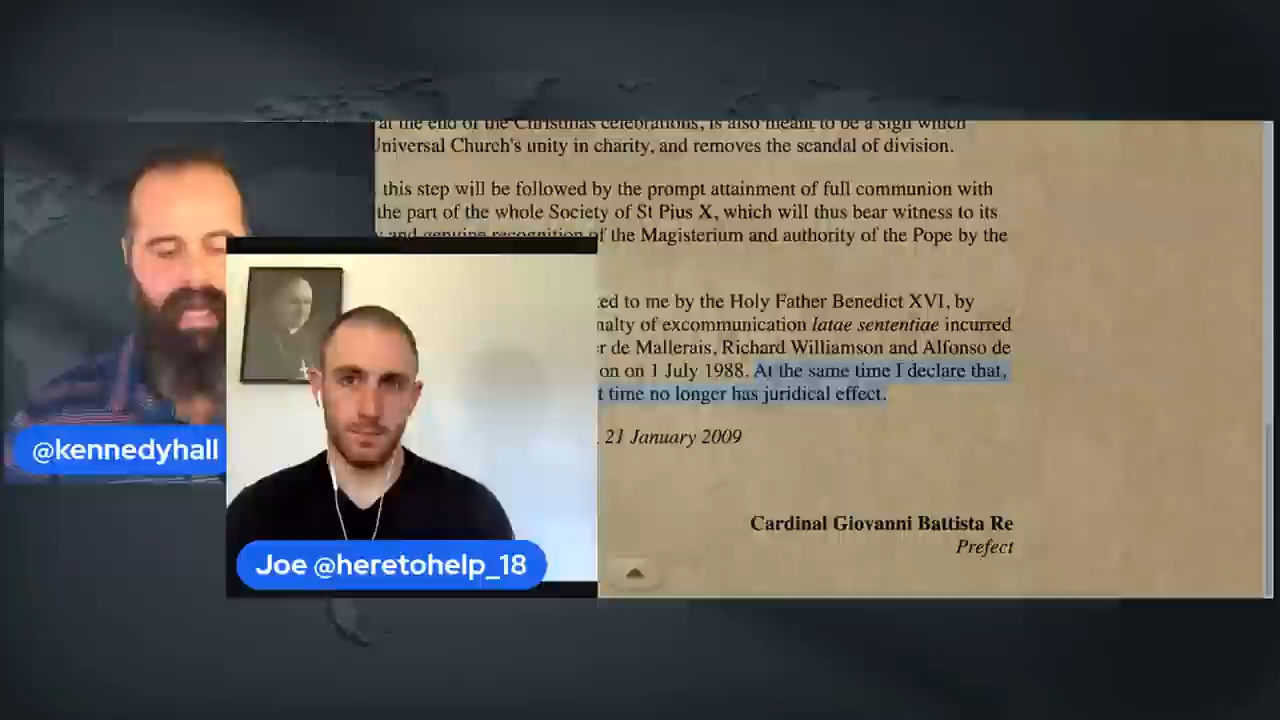 at the end of the Christmas celebrations, is also meant to be a sign which
Universal Church's unity in charity, and removes the scandal of division.
this step will be followed by the prompt attainment of full communion with
the part of the whole Society of St Pius X, which will thus bear witness to its
and genuine recognition of the Magisterium and authority of the Pope by the
ted to me by the Holy Father Benedict XVI, by
nalty of excommunication latae sententiae incurred
r de Mallerais, Richard Williamson and Alfonso de
on on 1 July 1988. At the same time I declare that,
t time no longer has juridical effect.
21 January 2009
Cardinal Giovanni Battista Re
Prefect
@kennedyhall
Joe @heretohelp_18